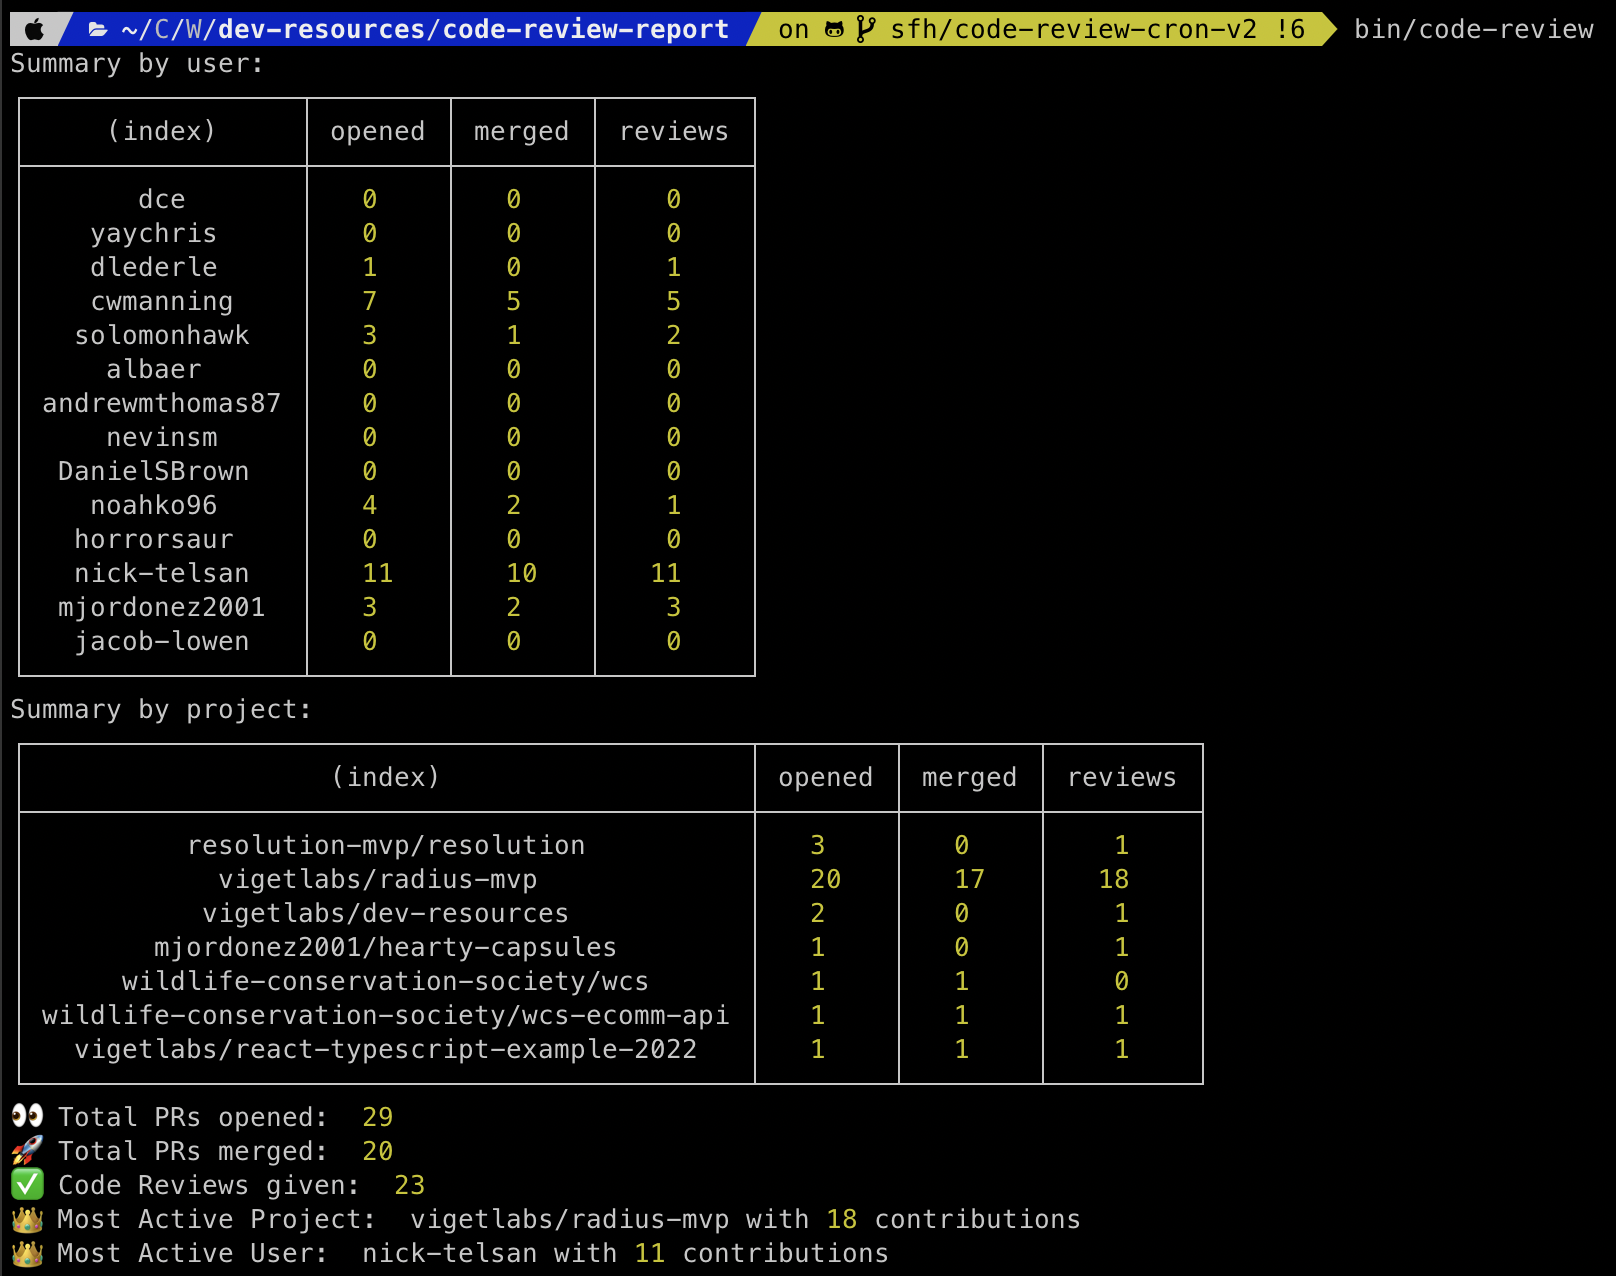 ~/C/W/dev-resources/code-review-report on sfh/code-review-cron-v2 !6 bin/code-review
Summary by user:
(index) opened merged reviews
dce 0 0 0
yaychris 0 0 0
dlederle 1 0 1
cwmanning 7 5 5
solomonhawk 3 1 2
albaer 0 0 0
andrewmthomas87 0 0 0
nevinsm 0 0 0
DanielSBrown 0 0 0
noahko96 4 2 1
horrorsaur 0 0 0
nick-telsan 11 10 11
mjordonez2001 3 2 3
jacob-lowen 0 0 0
Summary by project:
(index) opened merged reviews
resolution-mvp/resolution 3 0 1
vigetlabs/radius-mvp 20 17 18
vigetlabs/dev-resources 2 0 1
mjordonez2001/hearty-capsules 1 0 1
wildlife-conservation-society/wcs 1 1 0
wildlife-conservation-society/wcs-ecomm-api 1 1 1
vigetlabs/react-typescript-example-2022 1 1 1
👀 Total PRs opened: 29
🚀 Total PRs merged: 20
✅ Code Reviews given: 23
👑 Most Active Project: vigetlabs/radius-mvp with 18 contributions
👑 Most Active User: nick-telsan with 11 contributions